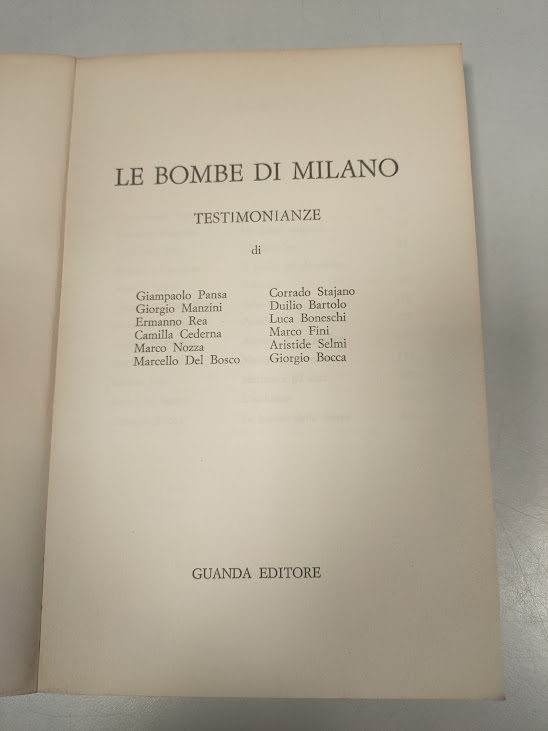 LE BOMBE DI MILANO
TESTIMONIANZE
di
Giampaolo Pansa
Giorgio Manzini
Ermanno Rea
Camilla Cederna
Marco Nozza
Marcello Del Bosco
Corrado Stajano
Duilio Bartolo
Luca Boneschi
Marco Fini
Aristide Selmi
Giorgio Bocca
GUANDA EDITORE